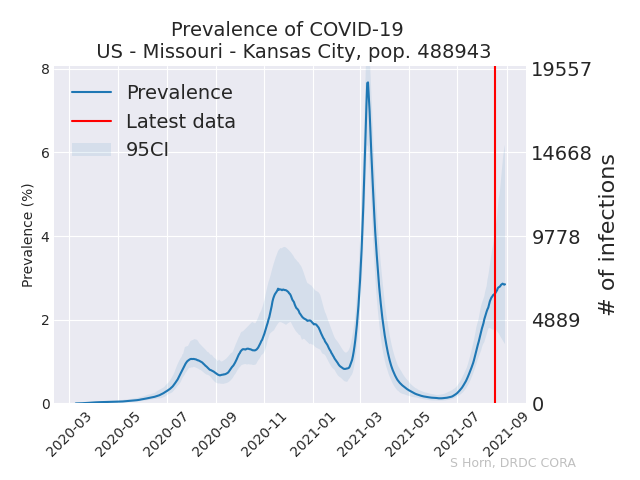 Prevalence of COVID-19
US - Missouri - Kansas City, pop. 488943
Prevalence
Latest data
95CI
Prevalence (%)
8
6
4
2
0
19557
14668
9778
4889
0
# of infections
2020-03
2020-05
2020-07
2020-09
2020-11
2021-01
2021-03
2021-05
2021-07
2021-09
S Horn, DRDC CORA